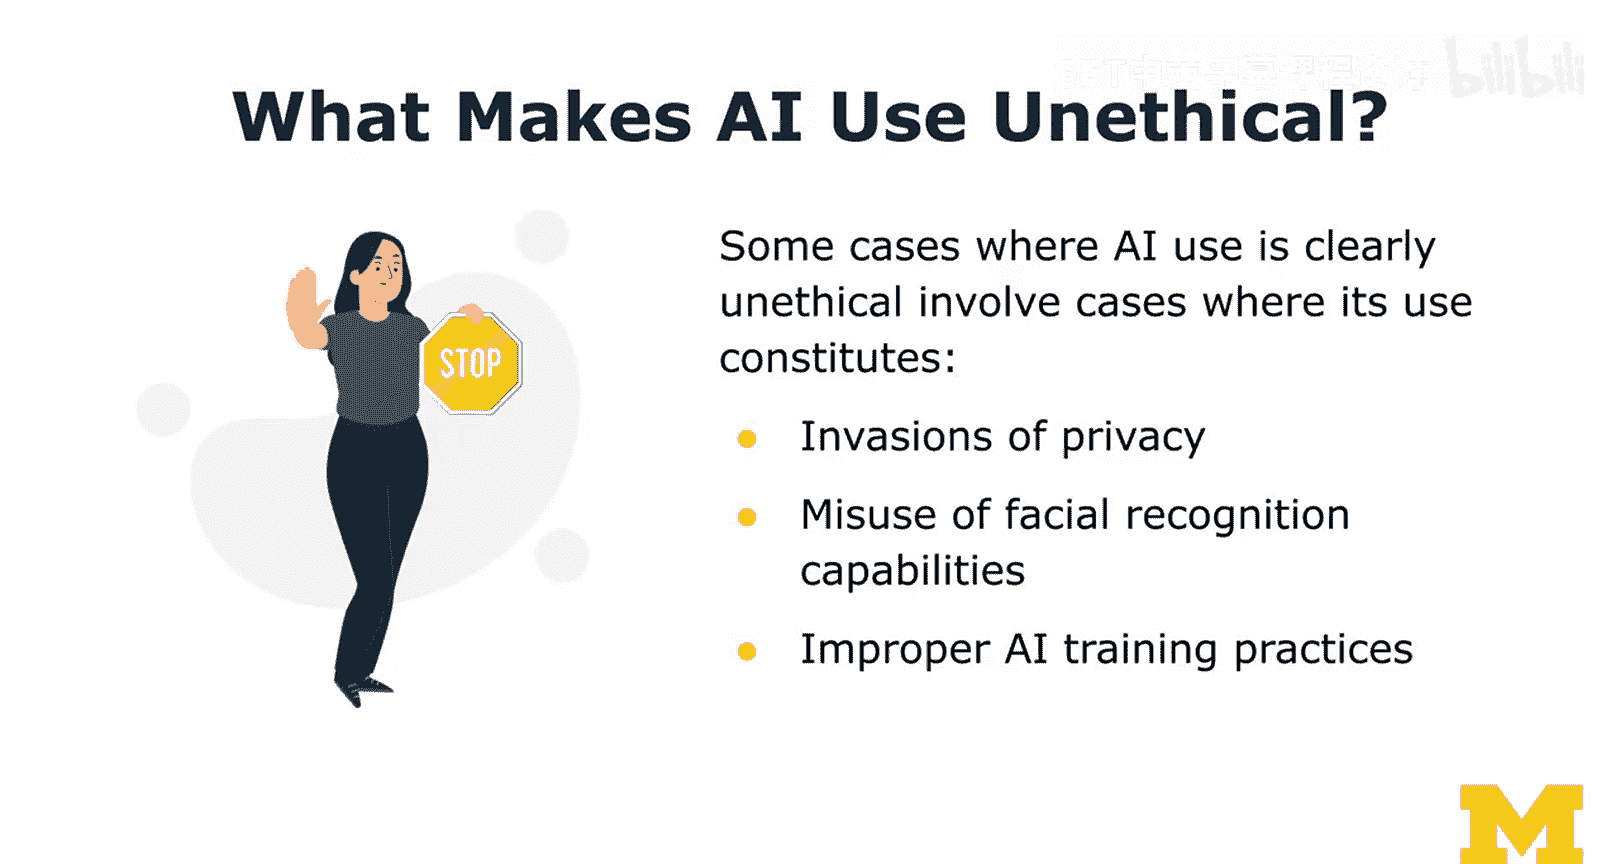 bilibili
What Makes AI Use Unethical?
Some cases where AI use is clearly
unethical involve cases where its use
constitutes:
STOP
Invasions of privacy
Misuse of facial recognition
capabilities
Improper AI training practices
M